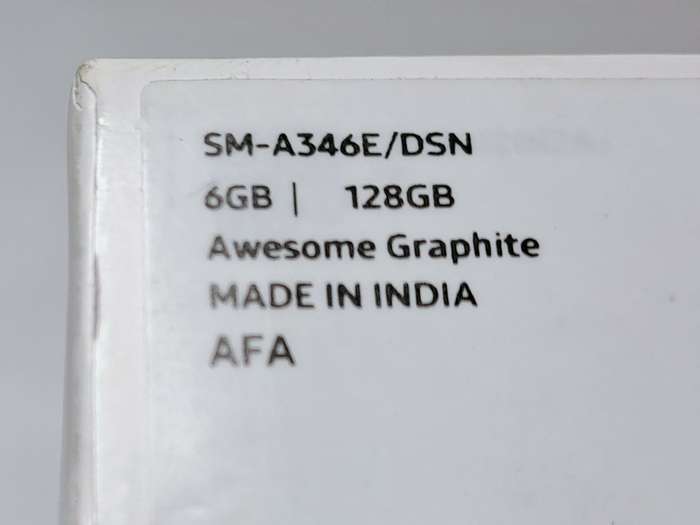 SM-A346E/DSN
6GB | 128GB
Awesome Graphite
MADE IN INDIA
AFA